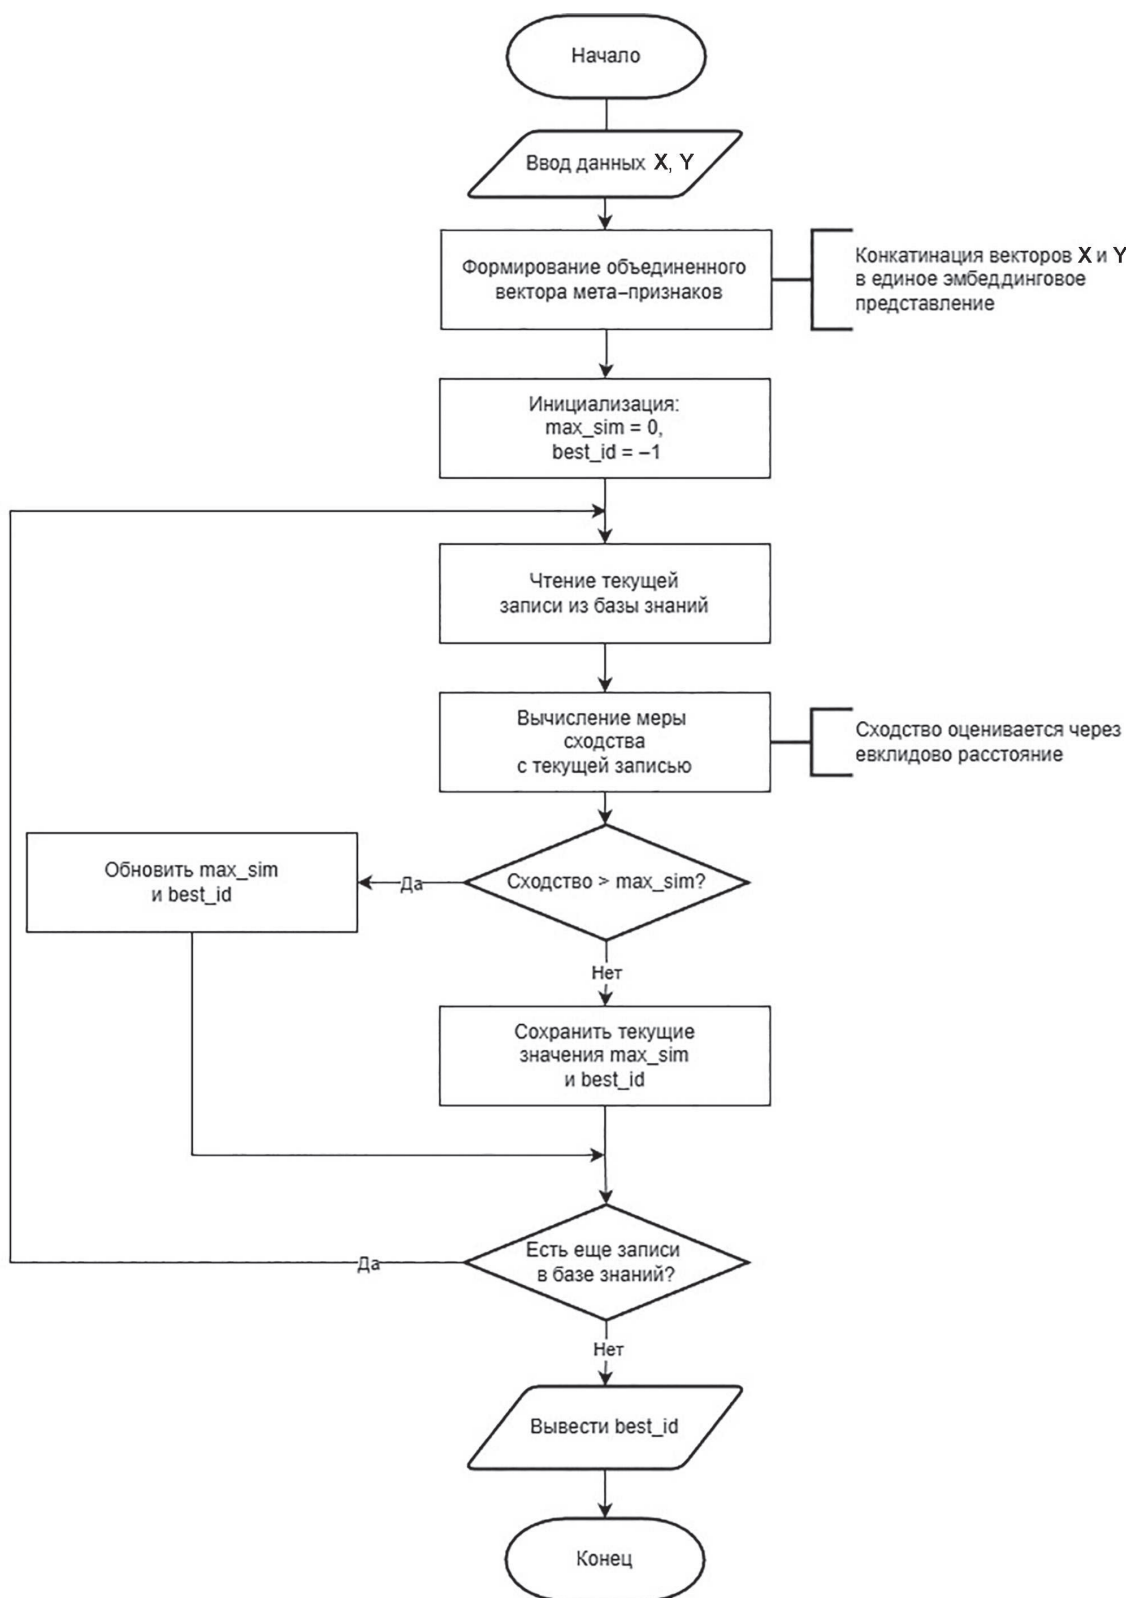 Начало
Ввод данных X, Y
Формирование объединенного
вектора мета–признаков
Конкатинация векторов X и Y
в единое эмбеддинговое
представление
Инициализация:
max_sim = 0,
best_id = –1
Чтение текущей
записи из базы знаний
Вычисление меры
сходства
с текущей записью
Сходство оценивается через
евклидово расстояние
Сходство > max_sim?
Да
Обновить max_sim
и best_id
Нет
Сохранить текущие
значения max_sim
и best_id
Есть еще записи
в базе знаний?
Да
Нет
Вывести best_id
Конец